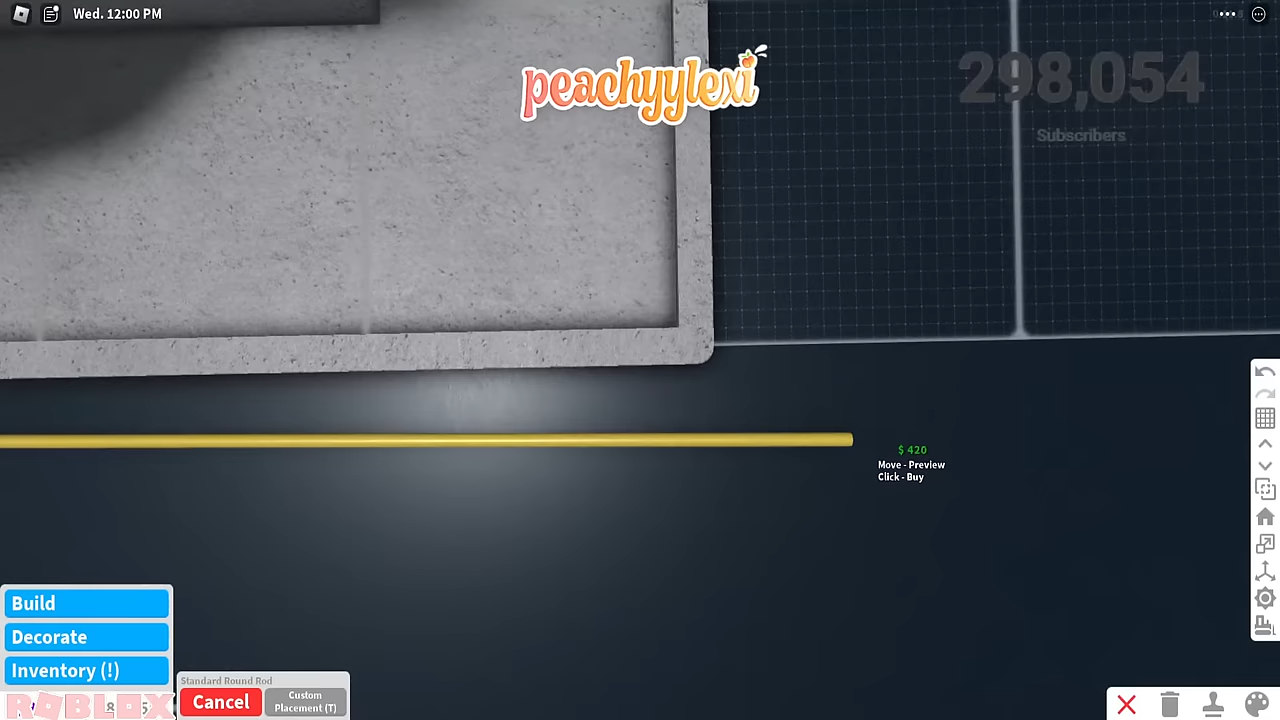 Wed. 12:00 PM
peachyylexi
298,054
Subscribers
$ 420
Move - Preview
Click - Buy
Build
Decorate
Inventory (!)
Standard Round Rod
Cancel
Custom
Placement (T)
ROBLOX